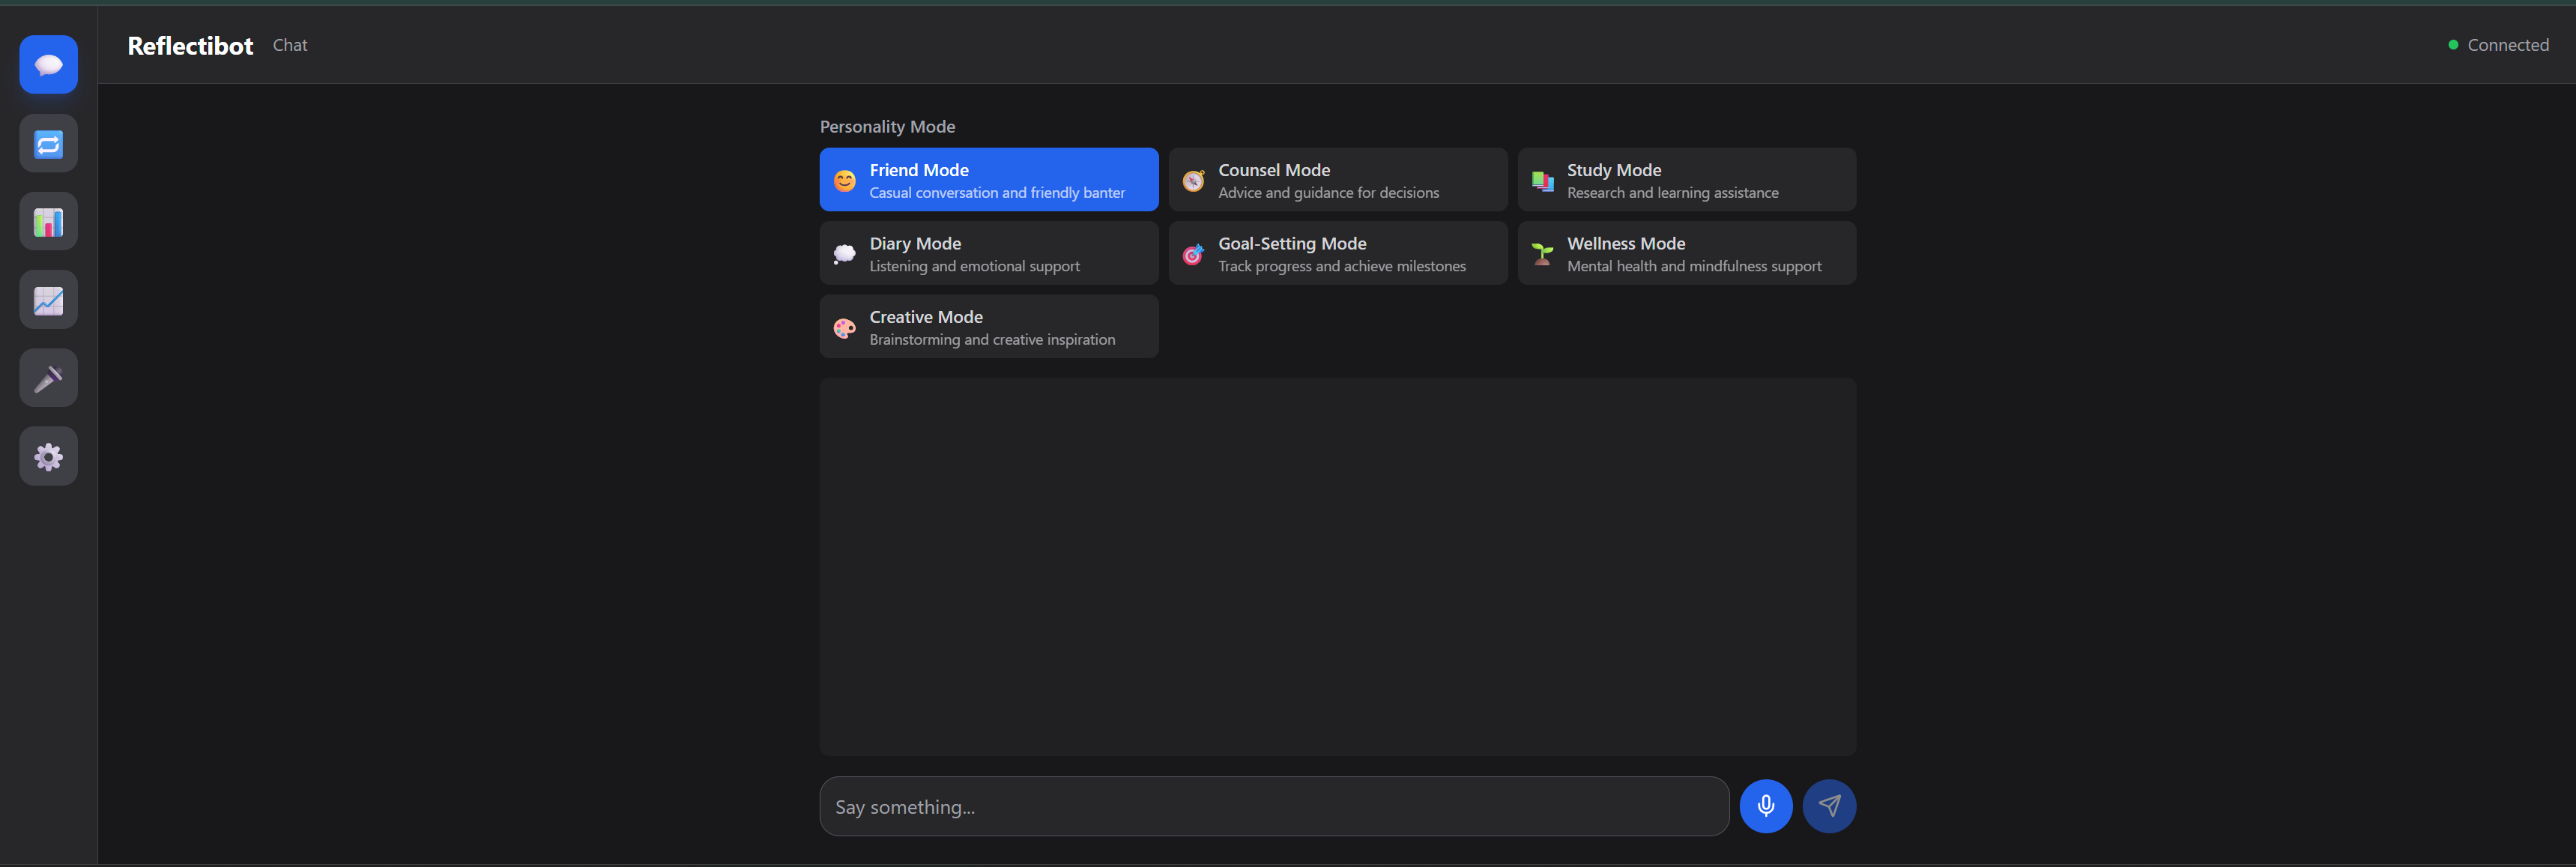 Reflectibot Chat
Connected
Personality Mode
Friend Mode
Casual conversation and friendly banter
Counsel Mode
Advice and guidance for decisions
Study Mode
Research and learning assistance
Diary Mode
Listening and emotional support
Goal-Setting Mode
Track progress and achieve milestones
Wellness Mode
Mental health and mindfulness support
Creative Mode
Brainstorming and creative inspiration
Say something...